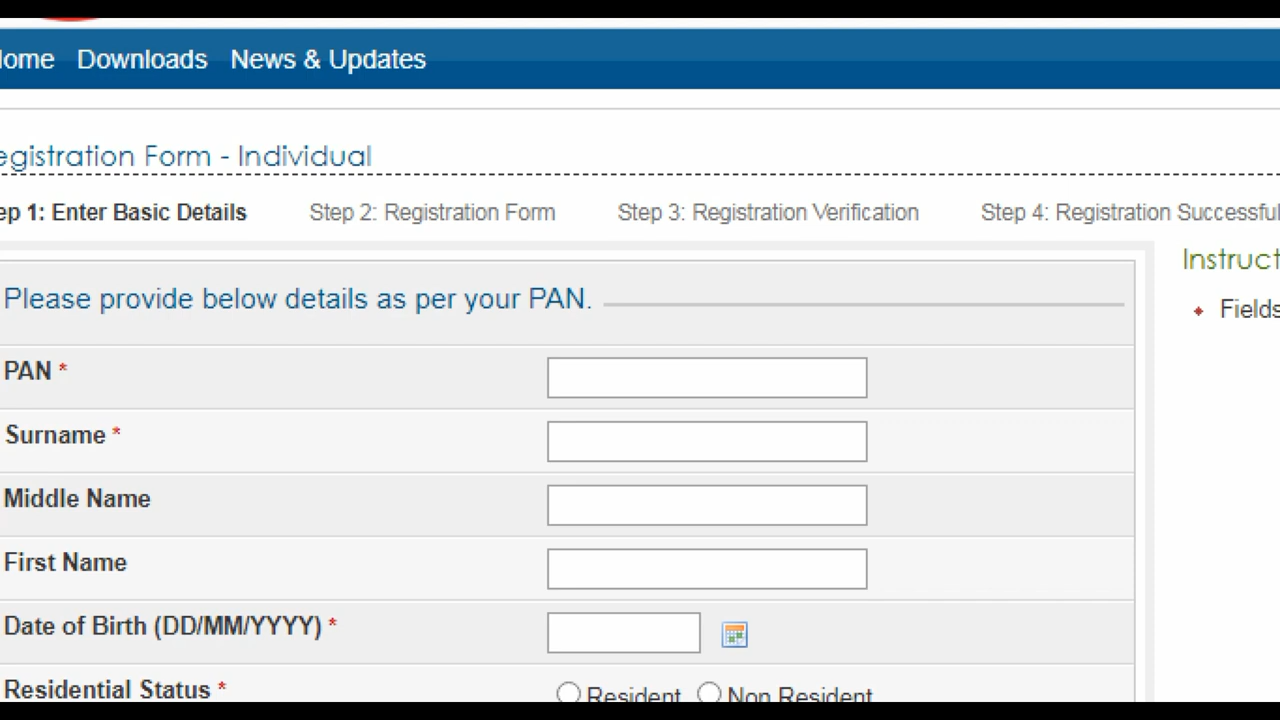 ome Downloads News & Updates
egistration Form - Individual
ep 1: Enter Basic Details Step 2: Registration Form Step 3: Registration Verification Step 4: Registration Successful
Instruct
Please provide below details as per your PAN.
Fields
PAN *
Surname *
Middle Name
First Name
Date of Birth (DD/MM/YYYY) *
Residential Status * Resident Non Resident